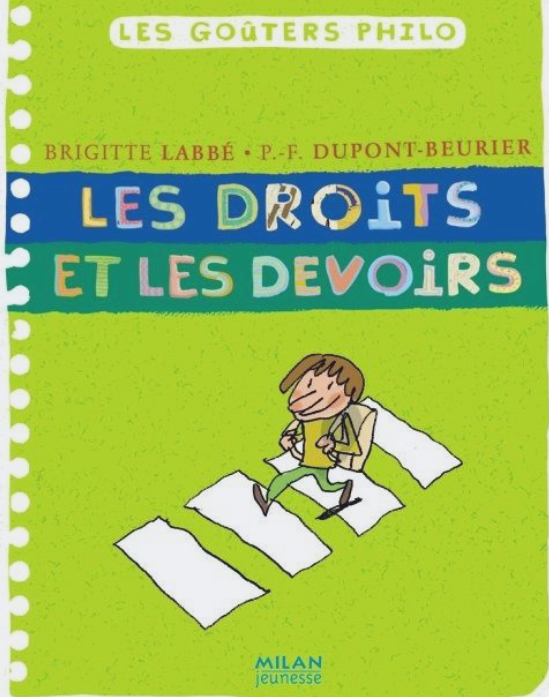 LES GOÛTERS PHILO
BRIGITTE LABBÉ • P.-F. DUPONT-BEURIER
LES DROiTS
ET LES DEVOiRS
MILAN
jeunesse